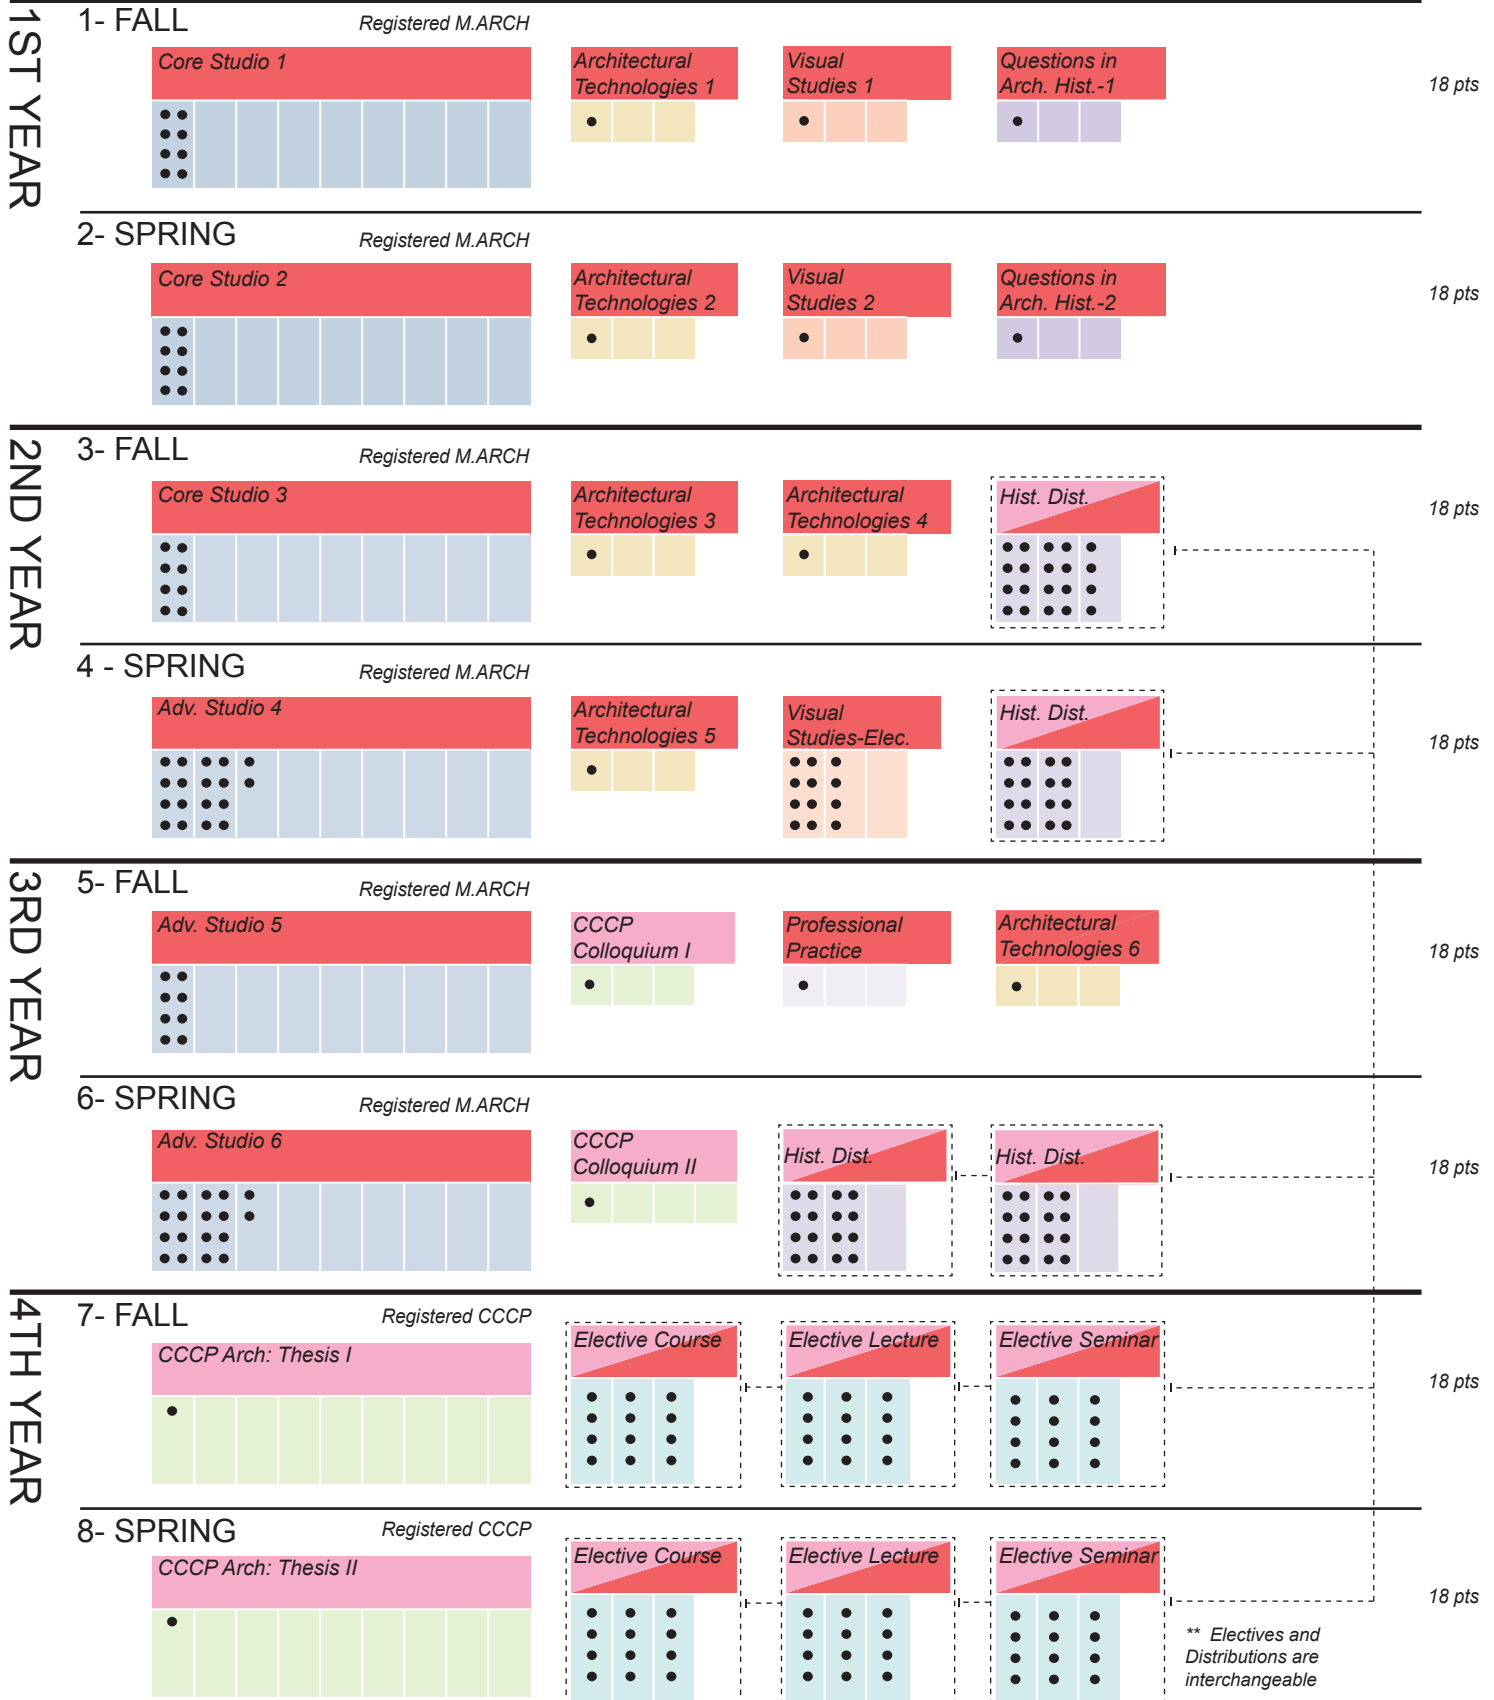 1ST YEAR
1- FALL
Registered M.ARCH
Core Studio 1
Architectural
Technologies 1
Visual
Studies 1
Questions in
Arch. Hist.-1
18 pts
2- SPRING
Registered M.ARCH
Core Studio 2
Architectural
Technologies 2
Visual
Studies 2
Questions in
Arch. Hist.-2
18 pts
2ND YEAR
3- FALL
Registered M.ARCH
Core Studio 3
Architectural
Technologies 3
Architectural
Technologies 4
Hist. Dist.
18 pts
4 - SPRING
Registered M.ARCH
Adv. Studio 4
Architectural
Technologies 5
Visual
Studies-Elec.
Hist. Dist.
18 pts
3RD YEAR
5- FALL
Registered M.ARCH
Adv. Studio 5
CCCP
Colloquium I
Professional
Practice
Architectural
Technologies 6
18 pts
6- SPRING
Registered M.ARCH
Adv. Studio 6
CCCP
Colloquium II
Hist. Dist.
Hist. Dist.
18 pts
4TH YEAR
7- FALL
Registered CCCP
CCCP Arch: Thesis I
Elective Course
Elective Lecture
Elective Seminar
18 pts
8- SPRING
Registered CCCP
CCCP Arch: Thesis II
Elective Course
Elective Lecture
Elective Seminar
18 pts
** Electives and
Distributions are
interchangeable